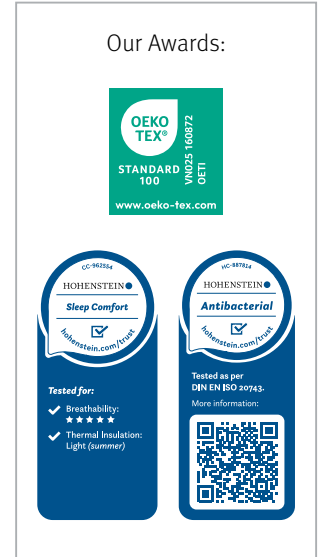 Our Awards:
OEKO
TEX®
STANDARD
100
VN025 160872
OETI
www.oeko-tex.com
CC-962554
HOHENSTEIN
Sleep Comfort
hohenstein.com/trust
Tested for:
Breathability:
★★★★★
Thermal Insulation:
Light (summer)
HC-887814
HOHENSTEIN
Antibacterial
hohenstein.com/trust
Tested as per
DIN EN ISO 20743.
More information: